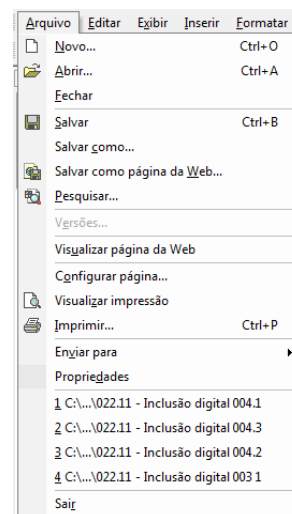 Arquivo Editar Exibir Inserir Formatar
Novo... Ctrl+O
Abrir... Ctrl+A
Fechar
Salvar Ctrl+B
Salvar como...
Salvar como página da Web...
Pesquisar...
Versões...
Visualizar página da Web
Configurar página...
Visualizar impressão
Imprimir... Ctrl+P
Enviar para
Propriedades
1 C:\...\022.11 - Inclusão digital 004.1
2 C:\...\022.11 - Inclusão digital 004.3
3 C:\...\022.11 - Inclusão digital 004.2
4 C:\...\022.11 - Inclusão digital 003 1
Sair